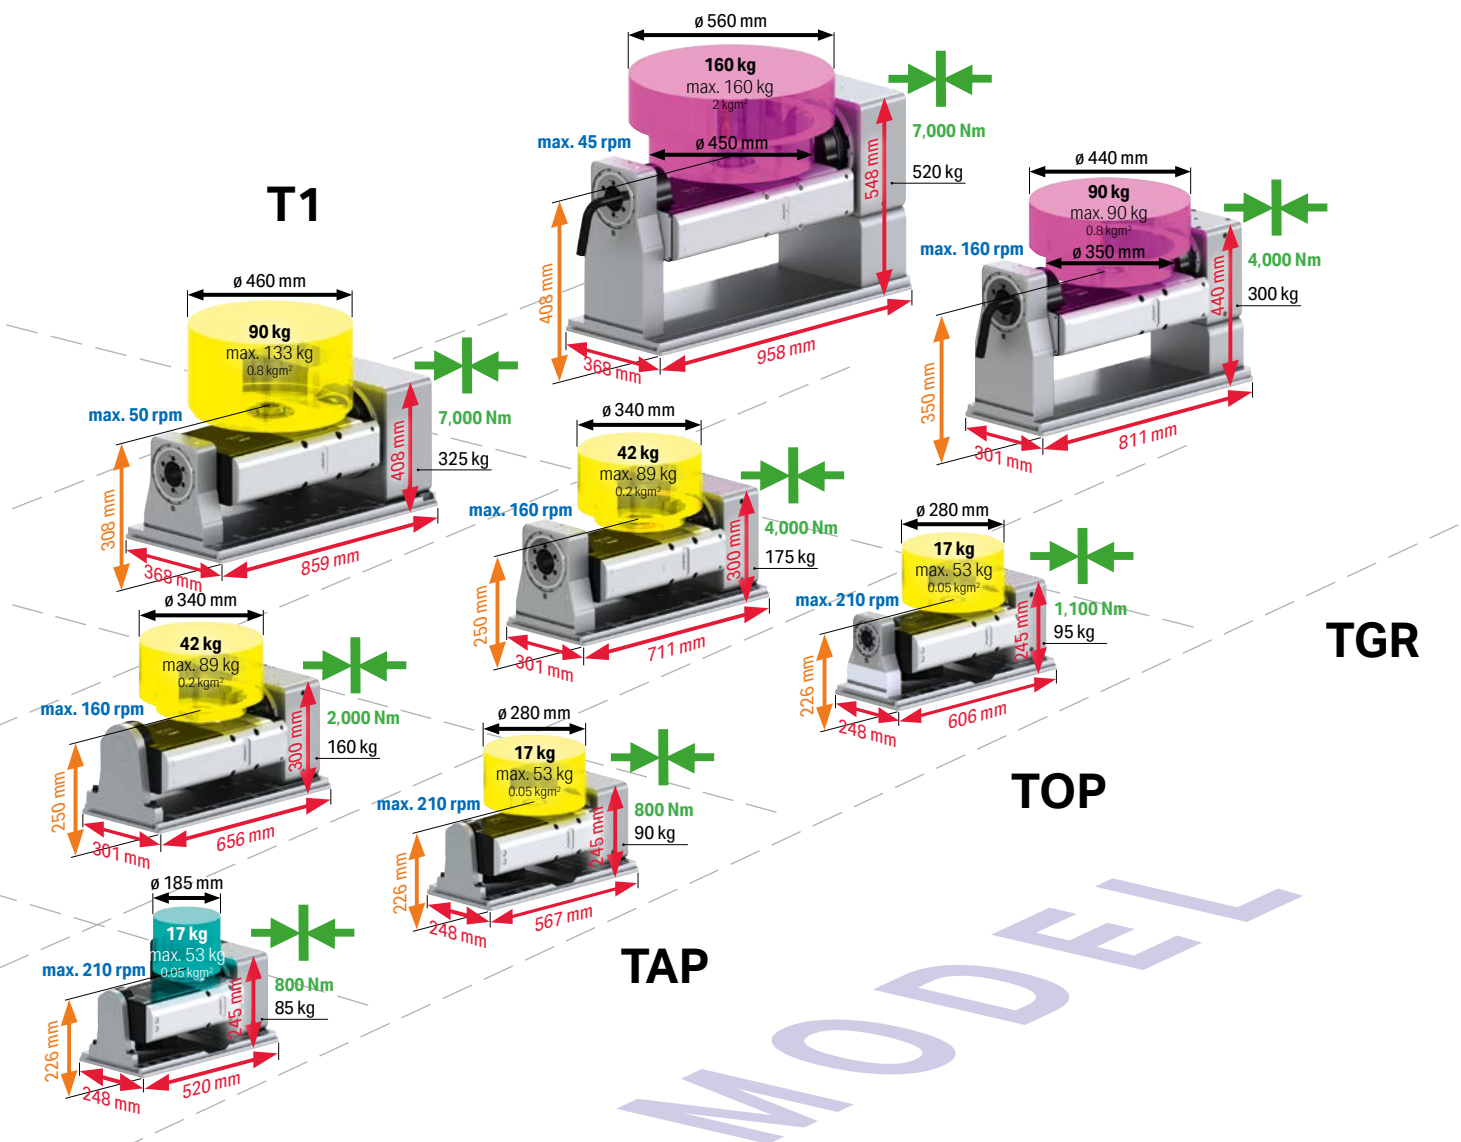 ø 560 mm
160 kg
max. 160 kg
2 kgm²
7,000 Nm
max. 45 rpm
ø 450 mm
548 mm
520 kg
408 mm
368 mm
958 mm
ø 440 mm
90 kg
max. 90 kg
0.8 kgm²
max. 160 rpm
ø 350 mm
4,000 Nm
440 mm
300 kg
350 mm
301 mm
811 mm
T1
ø 460 mm
90 kg
max. 133 kg
0.8 kgm²
max. 50 rpm
7,000 Nm
408 mm
325 kg
308 mm
368 mm
859 mm
ø 340 mm
42 kg
max. 89 kg
0.2 kgm²
max. 160 rpm
4,000 Nm
300 mm
175 kg
250 mm
301 mm
711 mm
ø 280 mm
17 kg
max. 53 kg
0.05 kgm²
max. 210 rpm
1,100 Nm
245 mm
95 kg
226 mm
248 mm
606 mm
TGR
ø 340 mm
42 kg
max. 89 kg
0.2 kgm²
max. 160 rpm
2,000 Nm
300 mm
160 kg
250 mm
301 mm
656 mm
ø 280 mm
17 kg
max. 53 kg
0.05 kgm²
max. 210 rpm
800 Nm
245 mm
90 kg
226 mm
248 mm
567 mm
TOP
ø 185 mm
17 kg
max. 53 kg
0.05 kgm²
max. 210 rpm
800 Nm
245 mm
85 kg
226 mm
248 mm
520 mm
TAP
MODEL